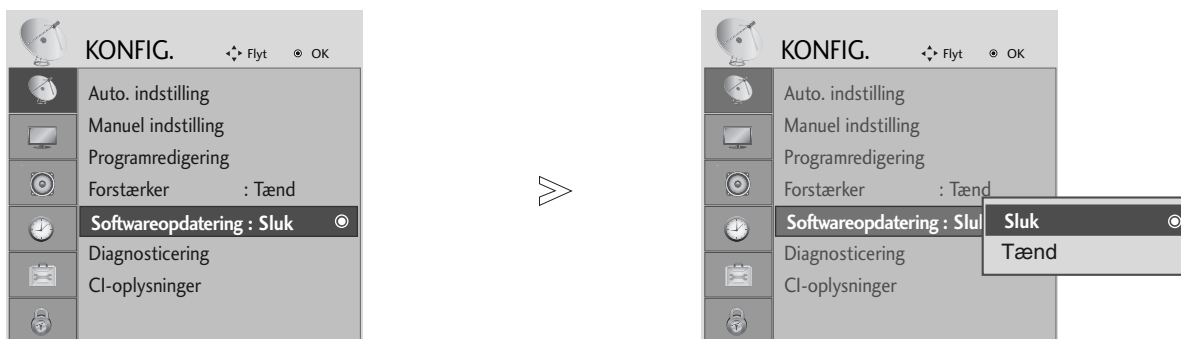 KONFIG. Flyt OK
Auto. indstilling
Manuel indstilling
Programredigering
Forstærker : Tænd
Softwareopdatering : Sluk
Diagnosticering
CI-oplysninger
KONFIG. Flyt OK
Auto. indstilling
Manuel indstilling
Programredigering
Forstærker : Tænd
Softwareopdatering : Sluk
Diagnosticering
CI-oplysninger
Sluk
Tænd